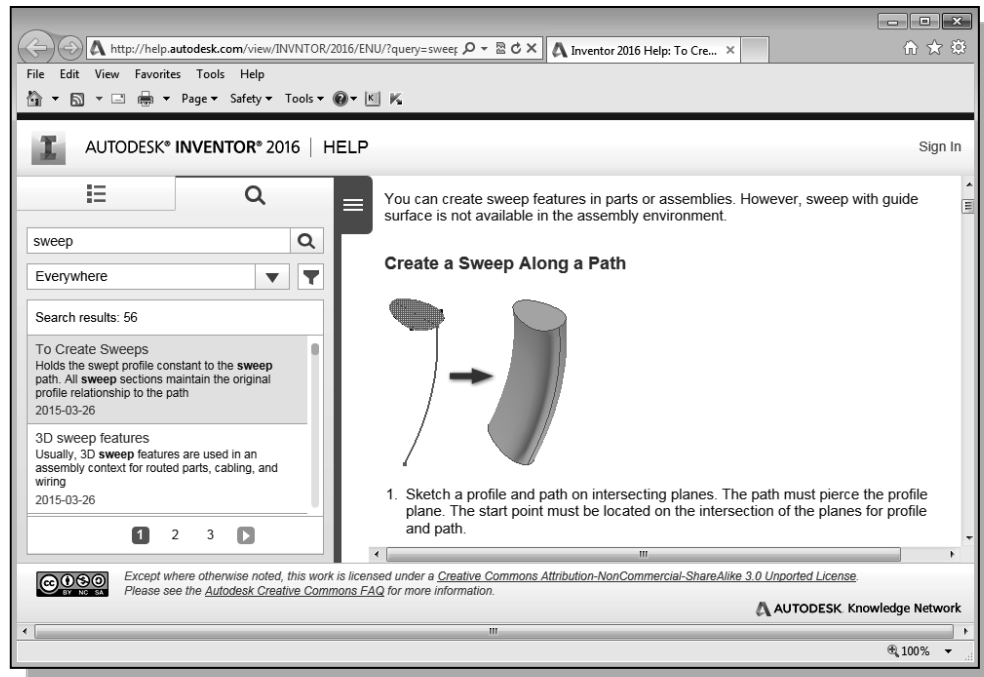 http://help.autodesk.com/view/INVNTOR/2016/ENU/?query=sweep
Inventor 2016 Help: To Cre...
File Edit View Favorites Tools Help
Page Safety Tools
AUTODESK® INVENTOR® 2016 | HELP
Sign In
sweep
Everywhere
Search results: 56
To Create Sweeps
Holds the swept profile constant to the sweep
path. All sweep sections maintain the original
profile relationship to the path
2015-03-26
3D sweep features
Usually, 3D sweep features are used in an
assembly context for routed parts, cabling, and
wiring
2015-03-26
1 2 3
You can create sweep features in parts or assemblies. However, sweep with guide
surface is not available in the assembly environment.
Create a Sweep Along a Path
1. Sketch a profile and path on intersecting planes. The path must pierce the profile
plane. The start point must be located on the intersection of the planes for profile
and path.
cc BY NC SA
Except where otherwise noted, this work is licensed under a Creative Commons Attribution-NonCommercial-ShareAlike 3.0 Unported License.
Please see the Autodesk Creative Commons FAQ for more information.
AUTODESK. Knowledge Network
100%